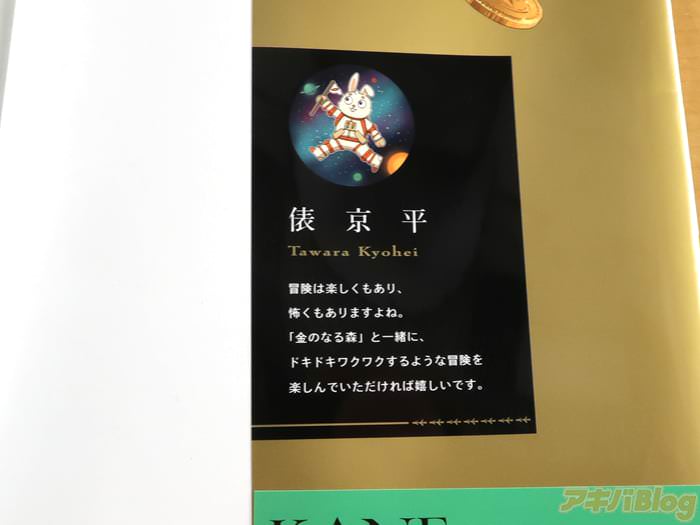 俵 京 平
Tawara Kyohei
冒険は楽しくもあり、
怖くもありますよね。
「金のなる森」と一緒に、
ドキドキワクワクするような冒険を
楽しんでいただければ嬉しいです。
KANE
アキバBlog